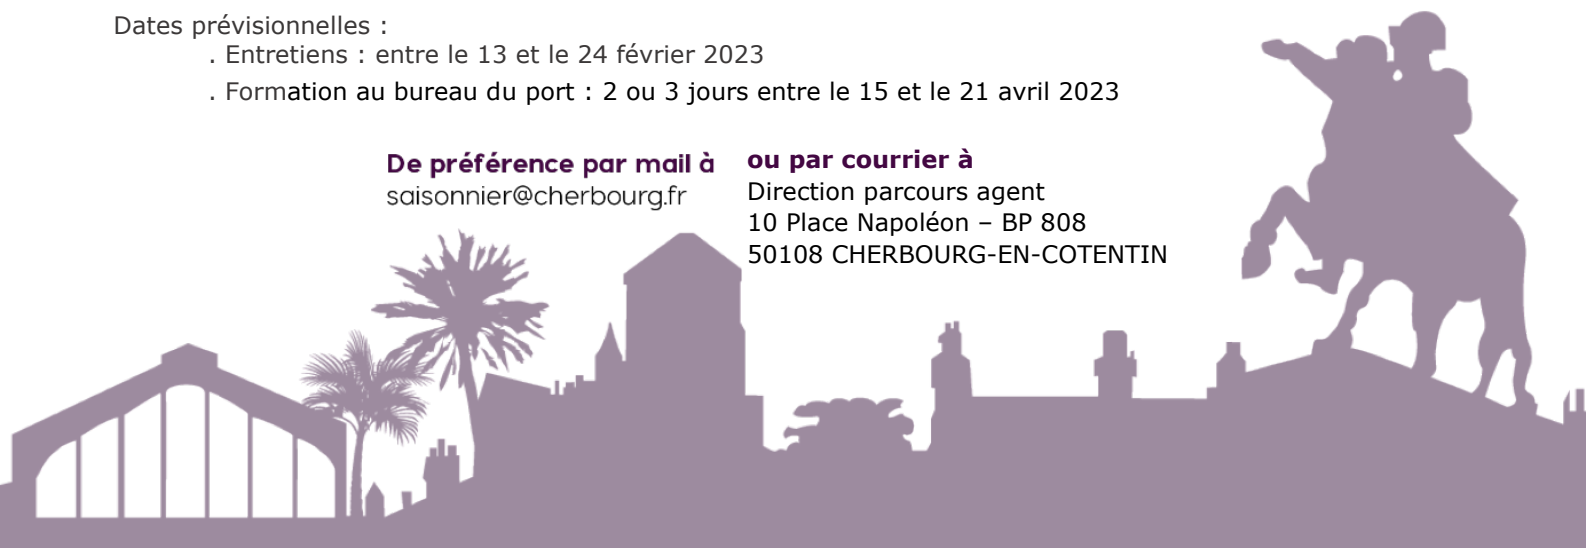 Dates prévisionnelles :
. Entretiens : entre le 13 et le 24 février 2023
. Formation au bureau du port : 2 ou 3 jours entre le 15 et le 21 avril 2023
De préférence par mail à
saisonnier@cherbourg.fr
ou par courrier à
Direction parcours agent
10 Place Napoléon – BP 808
50108 CHERBOURG-EN-COTENTIN